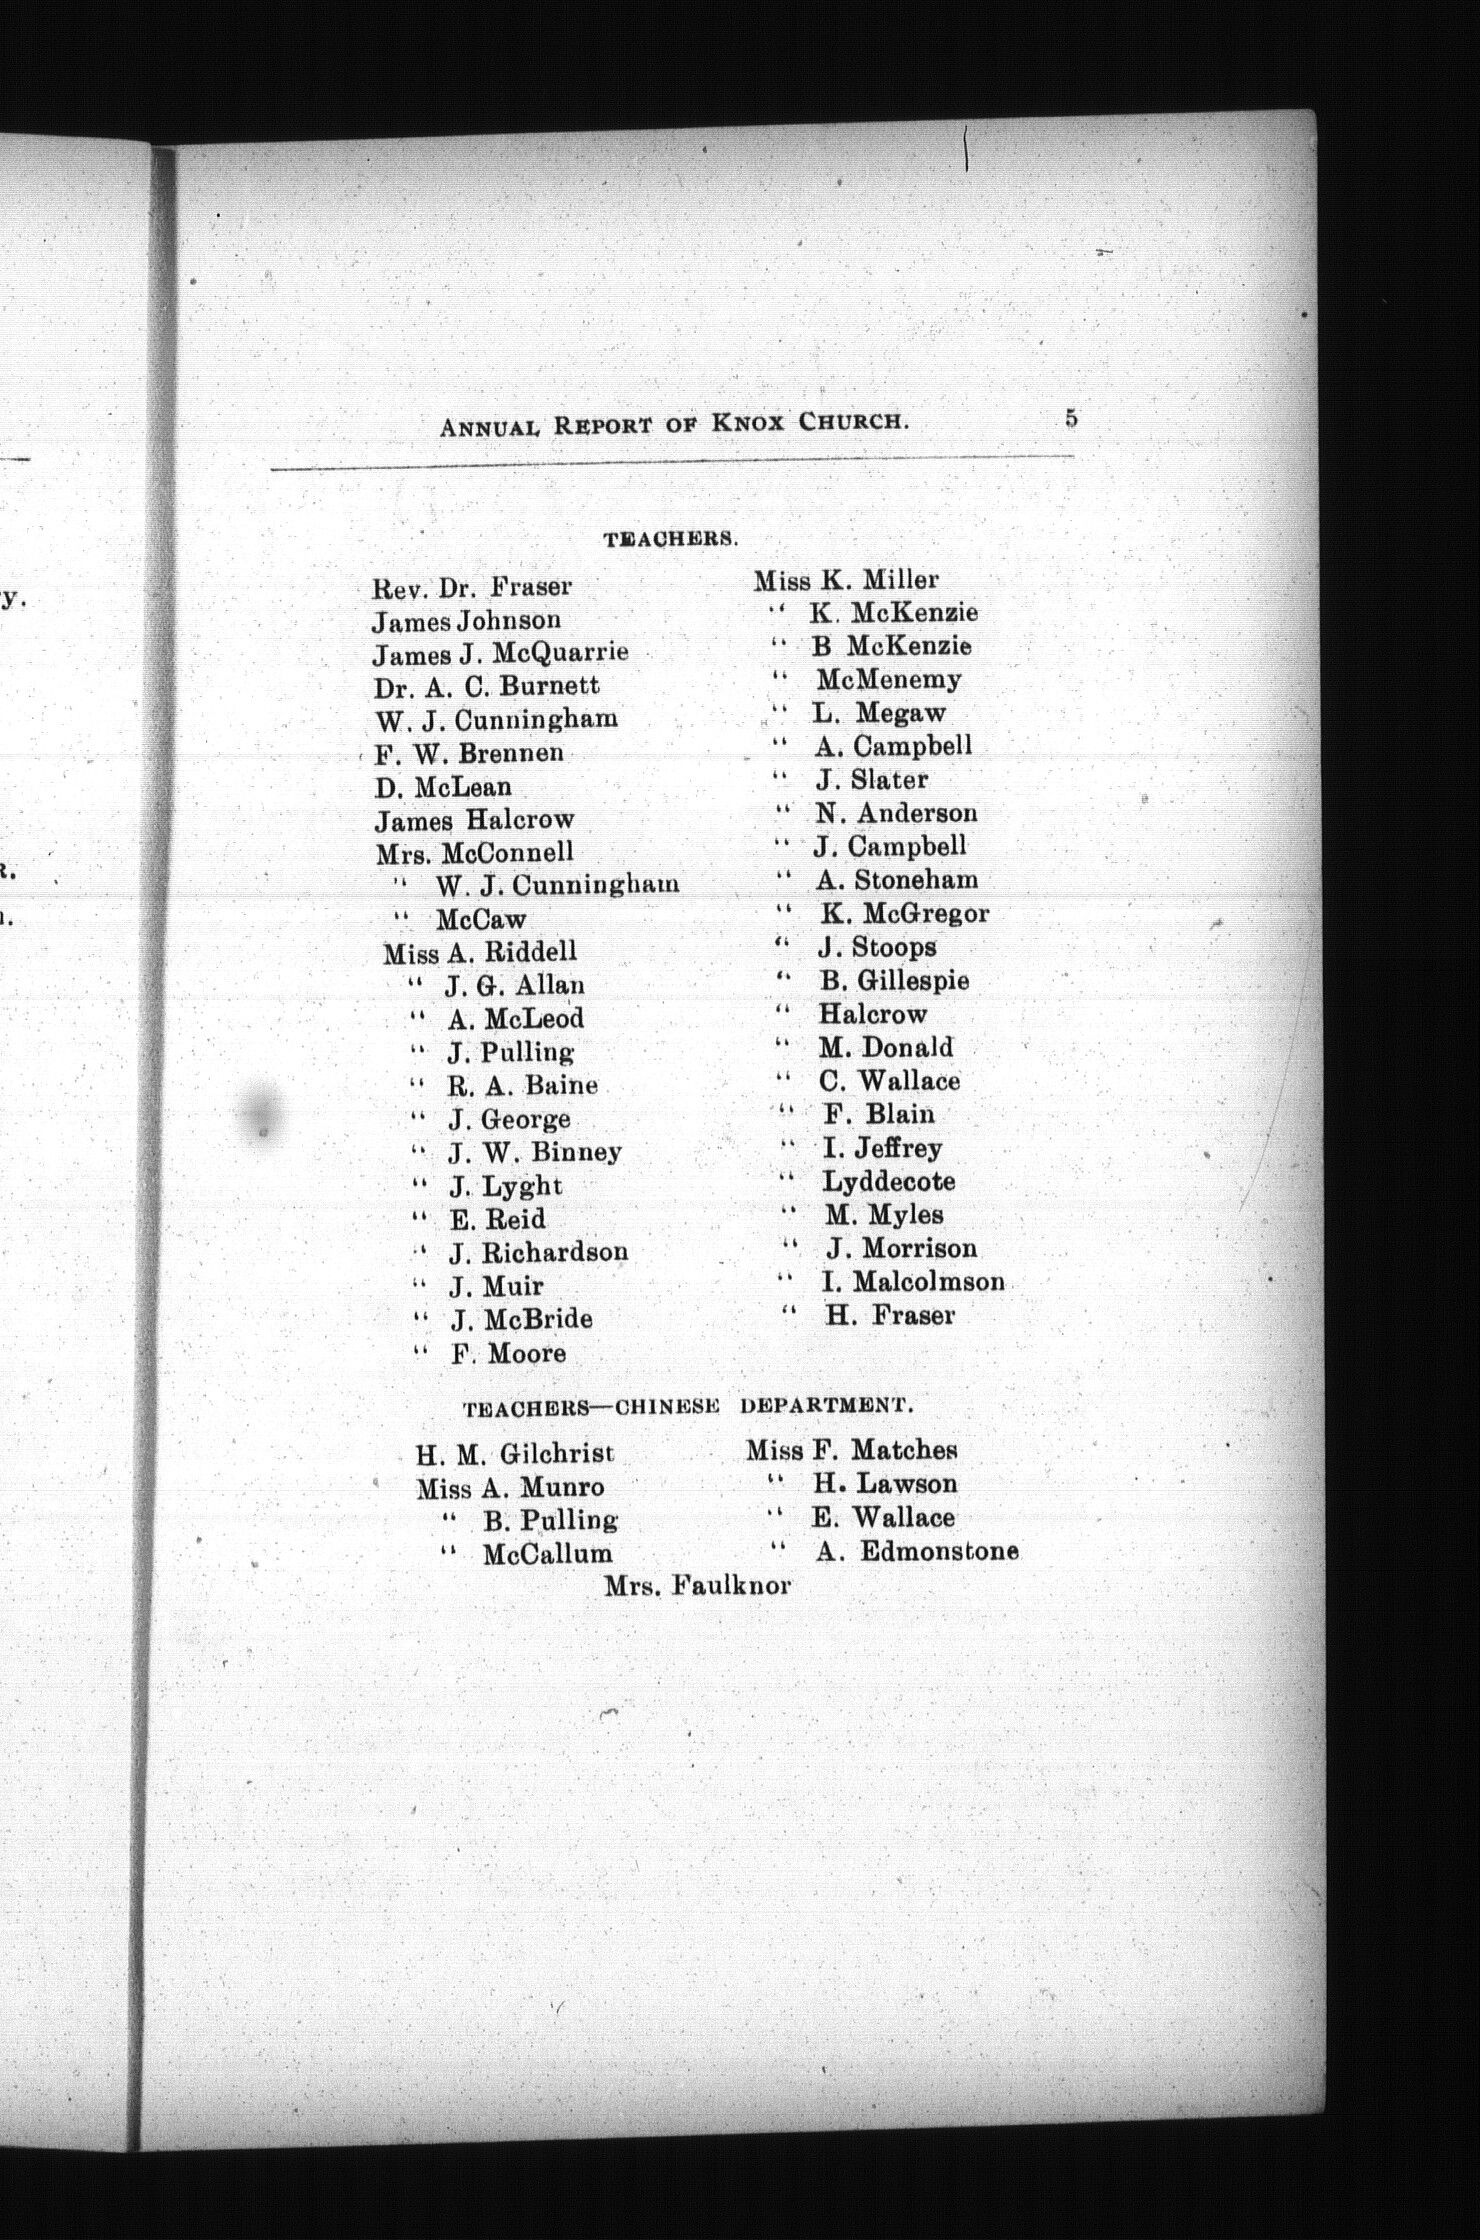 ANNUAL REPORT OF KNOX CHURCH. 5
TEACHERS.
Rev. Dr. Fraser
James Johnson
James J. McQuarrie
Dr. A. C. Burnett
W. J. Cunningham
F. W. Brennen
D. McLean
James Halcrow
Mrs. McConnell
" W. J. Cunningham
" McCaw
Miss A. Riddell
" J. G. Allan
" A. McLeod
" J. Pulling
" R. A. Baine
" J. George
" J. W. Binney
" J. Lyght
" E. Reid
" J. Richardson
" J. Muir
" J. McBride
" F. Moore
Miss K. Miller
" K. McKenzie
" B McKenzie
" McMenemy
" L. Megaw
" A. Campbell
" J. Slater
" N. Anderson
" J. Campbell
" A. Stoneham
" K. McGregor
" J. Stoops
" B. Gillespie
" Halcrow
" M. Donald
" C. Wallace
" F. Blain
" I. Jeffrey
" Lyddecote
" M. Myles
" J. Morrison
" I. Malcolmson
" H. Fraser
TEACHERS—CHINESE DEPARTMENT.
H. M. Gilchrist
Miss A. Munro
" B. Pulling
" McCallum
Miss F. Matches
" H. Lawson
" E. Wallace
" A. Edmonstone
Mrs. Faulknor